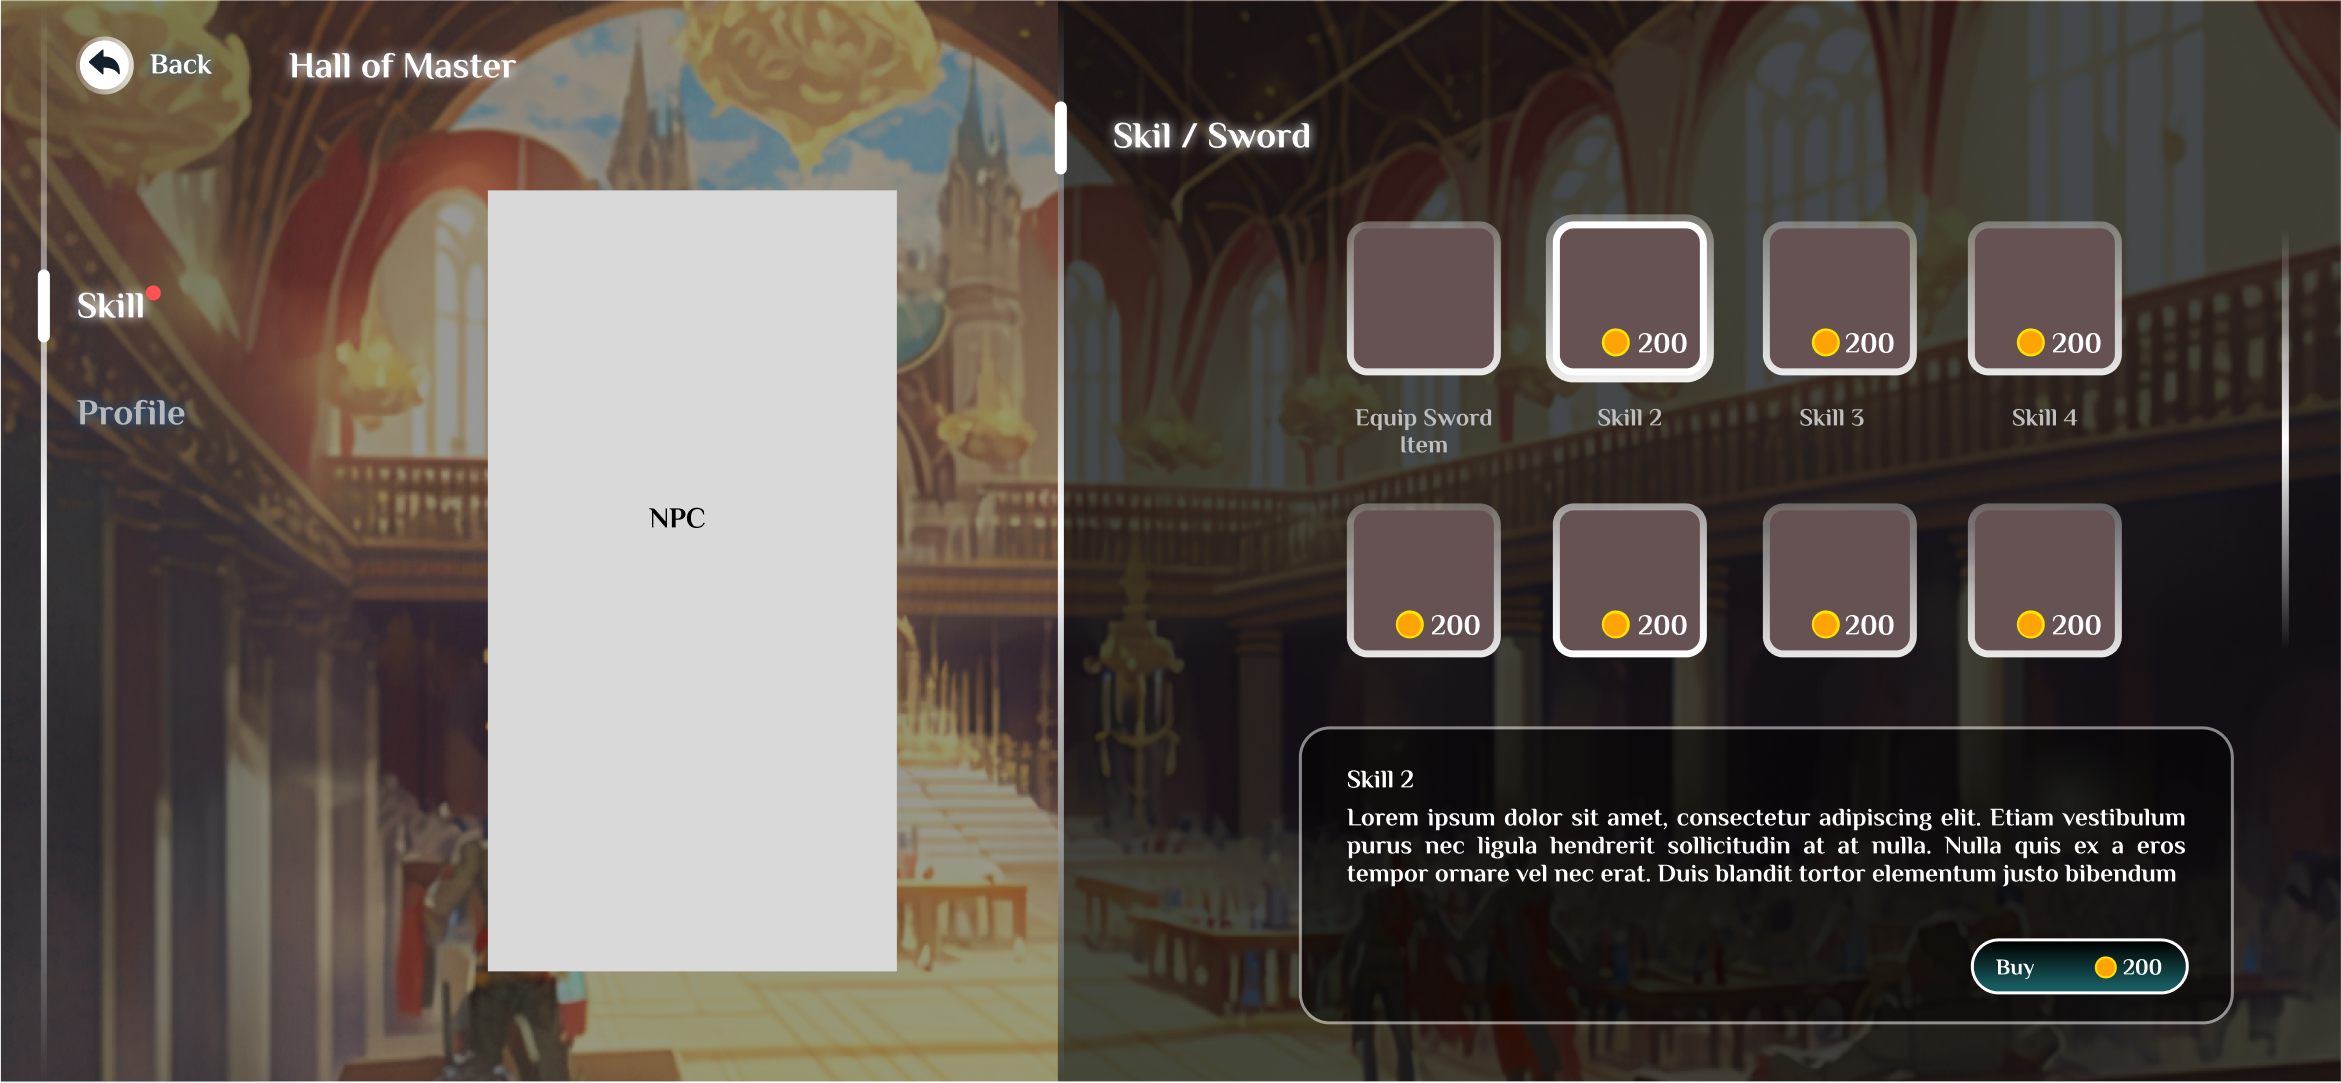 Back
Hall of Master
Skil / Sword
Skill
Profile
NPC
200
200
200
Equip Sword
Item
Skill 2
Skill 3
Skill 4
200
200
200
200
Skill 2
Lorem ipsum dolor sit amet, consectetur adipiscing elit. Etiam vestibulum
purus nec ligula hendrerit sollicitudin at at nulla. Nulla quis ex a eros
tempor ornare vel nec erat. Duis blandit tortor elementum justo bibendum
Buy 200